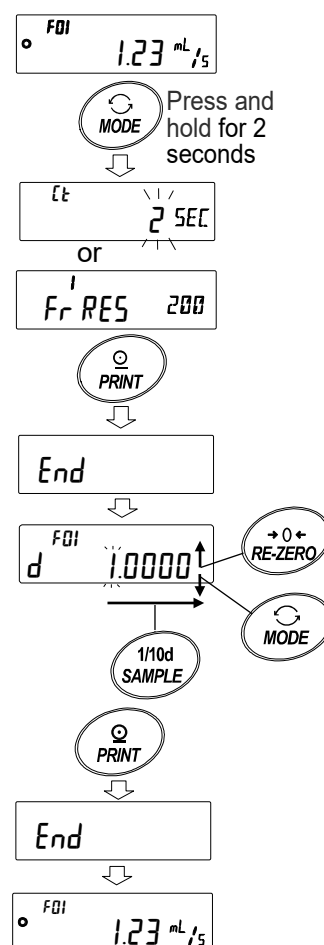 F01
1.23 mL/s
MODE
Press and
hold for 2
seconds
Ct
2 SEC
or
Fr RES 200
PRINT
End
F01
d 1.0000
→0←
RE-ZERO
MODE
1/10d
SAMPLE
PRINT
End
F01
1.23 mL/s